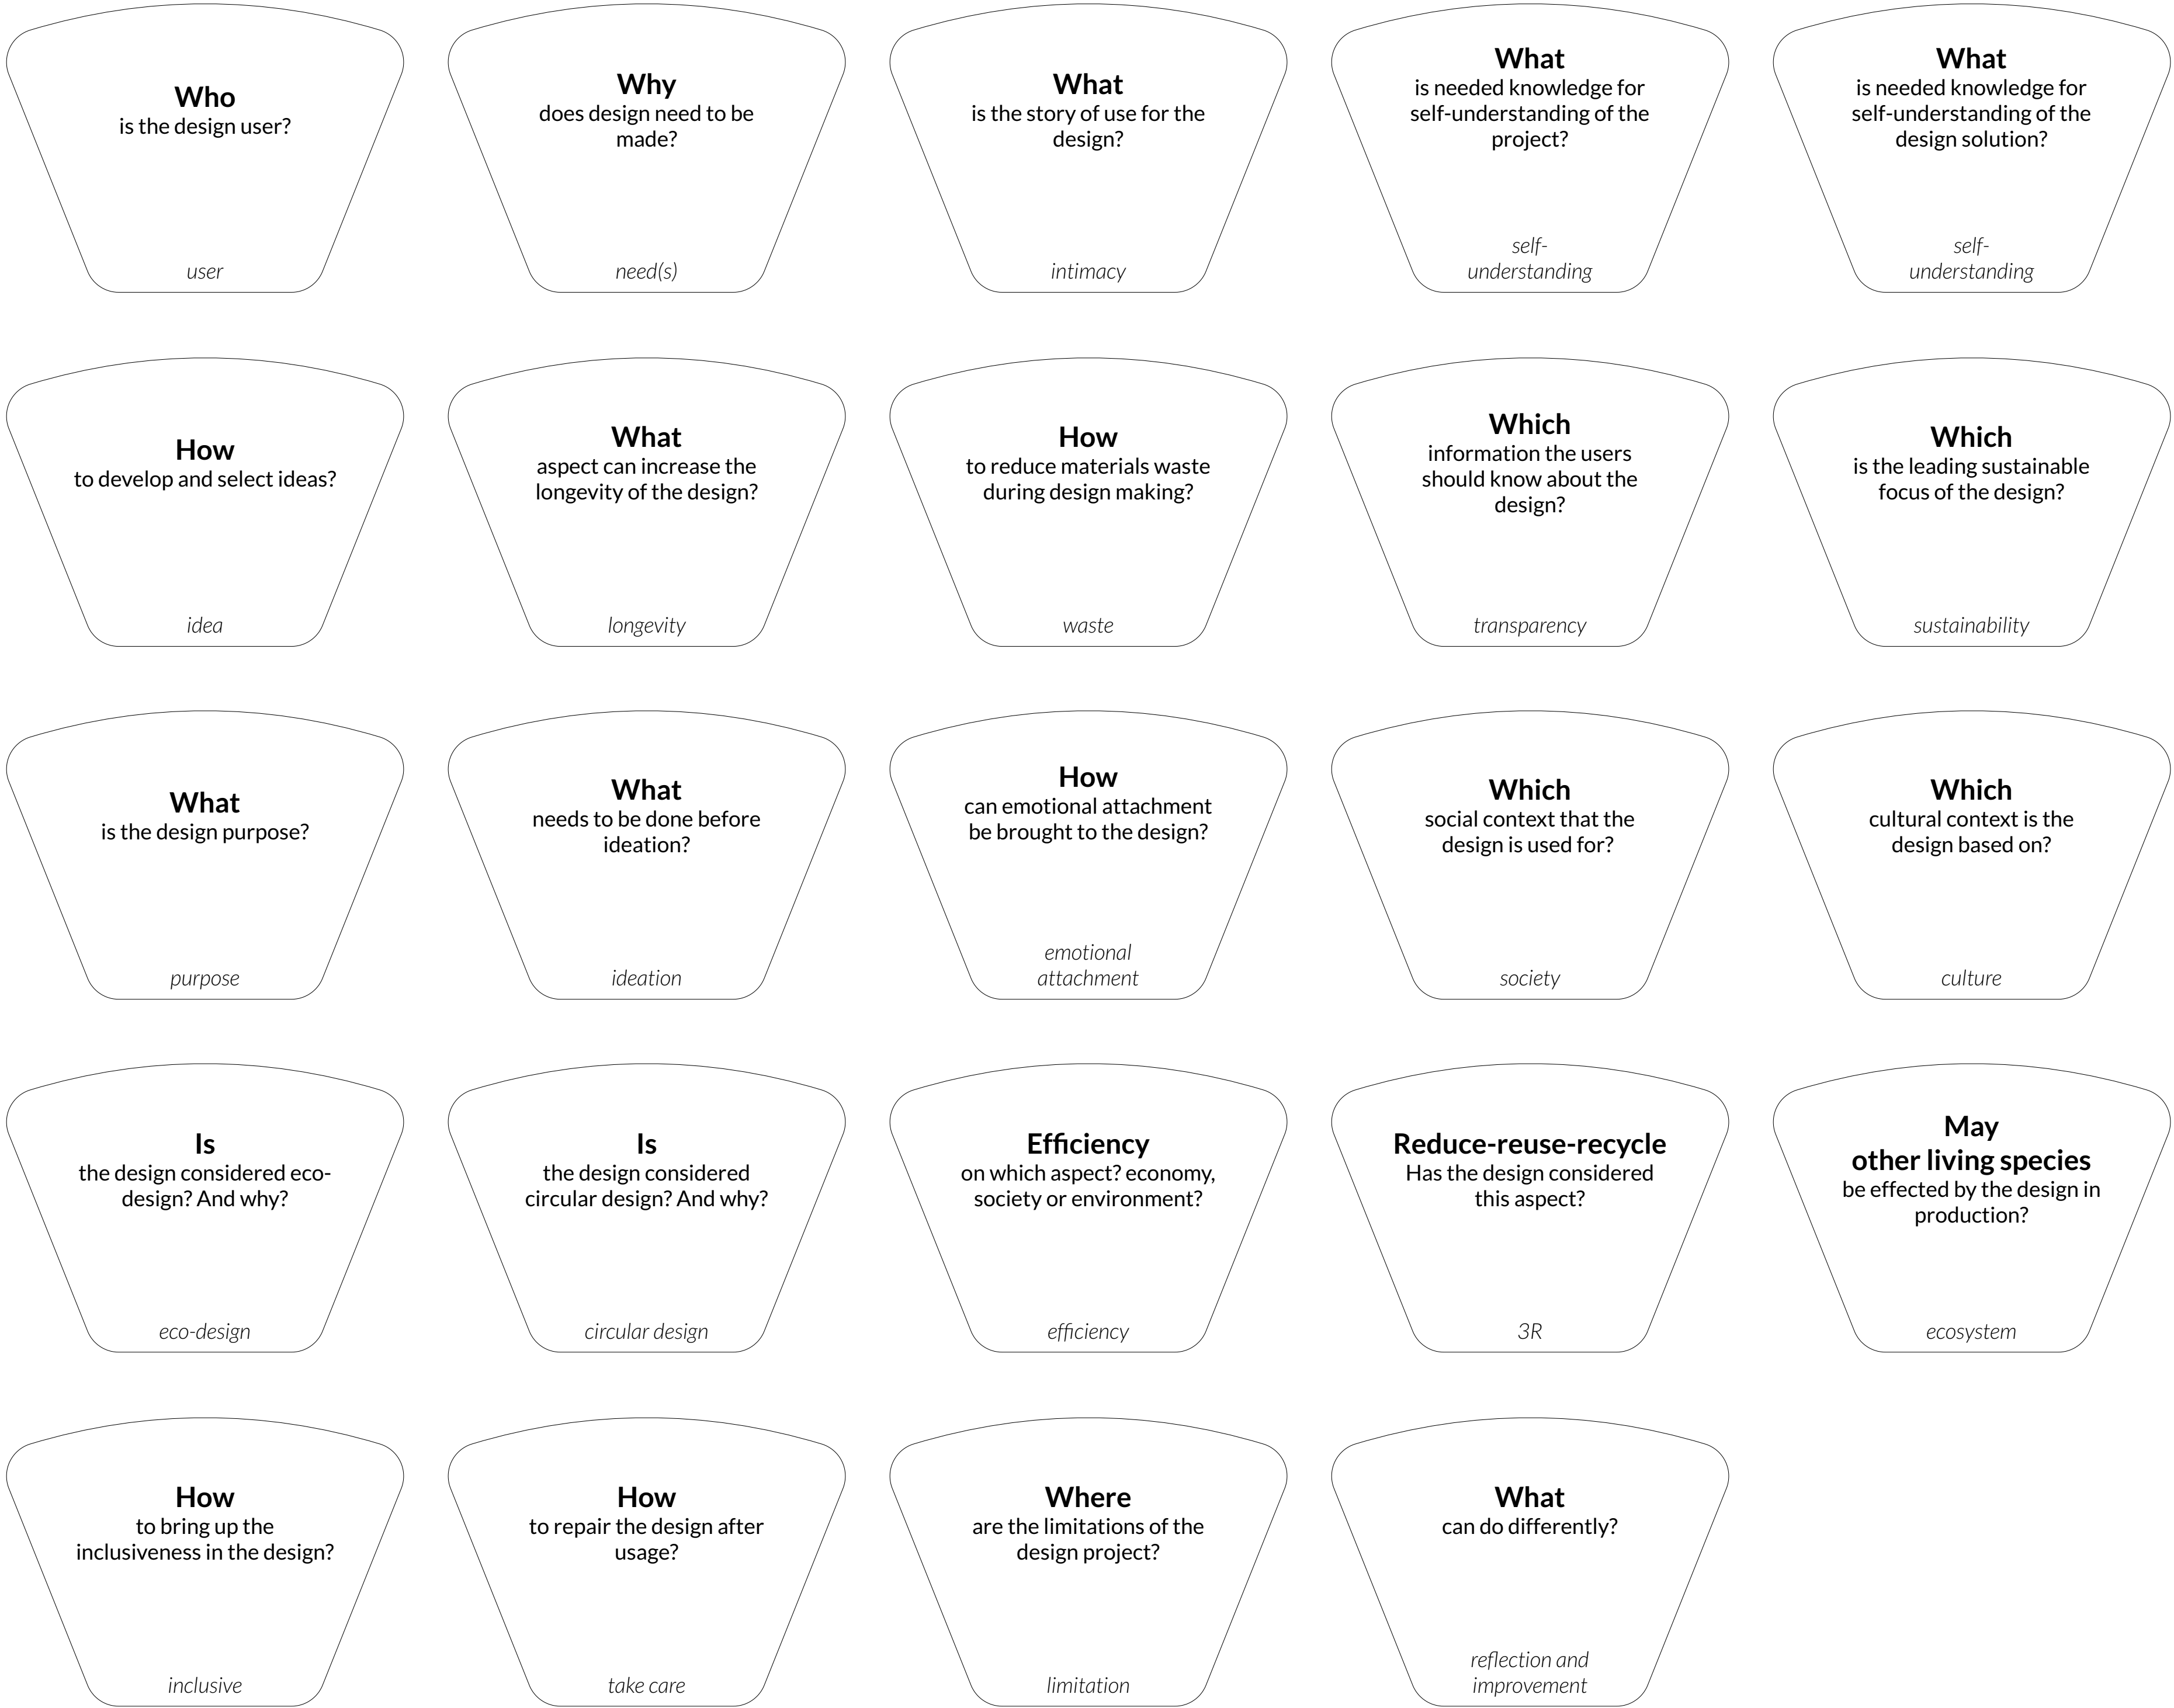 Who
is the design user?
user
Why
does design need to be
made?
need(s)
What
is the story of use for the
design?
intimacy
What
is needed knowledge for
self-understanding of the
project?
self-
understanding
What
is needed knowledge for
self-understanding of the
design solution?
self-
understanding
How
to develop and select ideas?
idea
What
aspect can increase the
longevity of the design?
longevity
How
to reduce materials waste
during design making?
waste
Which
information the users
should know about the
design?
transparency
Which
is the leading sustainable
focus of the design?
sustainability
What
is the design purpose?
purpose
What
needs to be done before
ideation?
ideation
How
can emotional attachment
be brought to the design?
emotional
attachment
Which
social context that the
design is used for?
society
Which
cultural context is the
design based on?
culture
Is
the design considered eco-
design? And why?
eco-design
Is
the design considered
circular design? And why?
circular design
Efficiency
on which aspect? economy,
society or environment?
efficiency
Reduce-reuse-recycle
Has the design considered
this aspect?
3R
May
other living species
be effected by the design in
production?
ecosystem
How
to bring up the
inclusiveness in the design?
inclusive
How
to repair the design after
usage?
take care
Where
are the limitations of the
design project?
limitation
What
can do differently?
reflection and
improvement